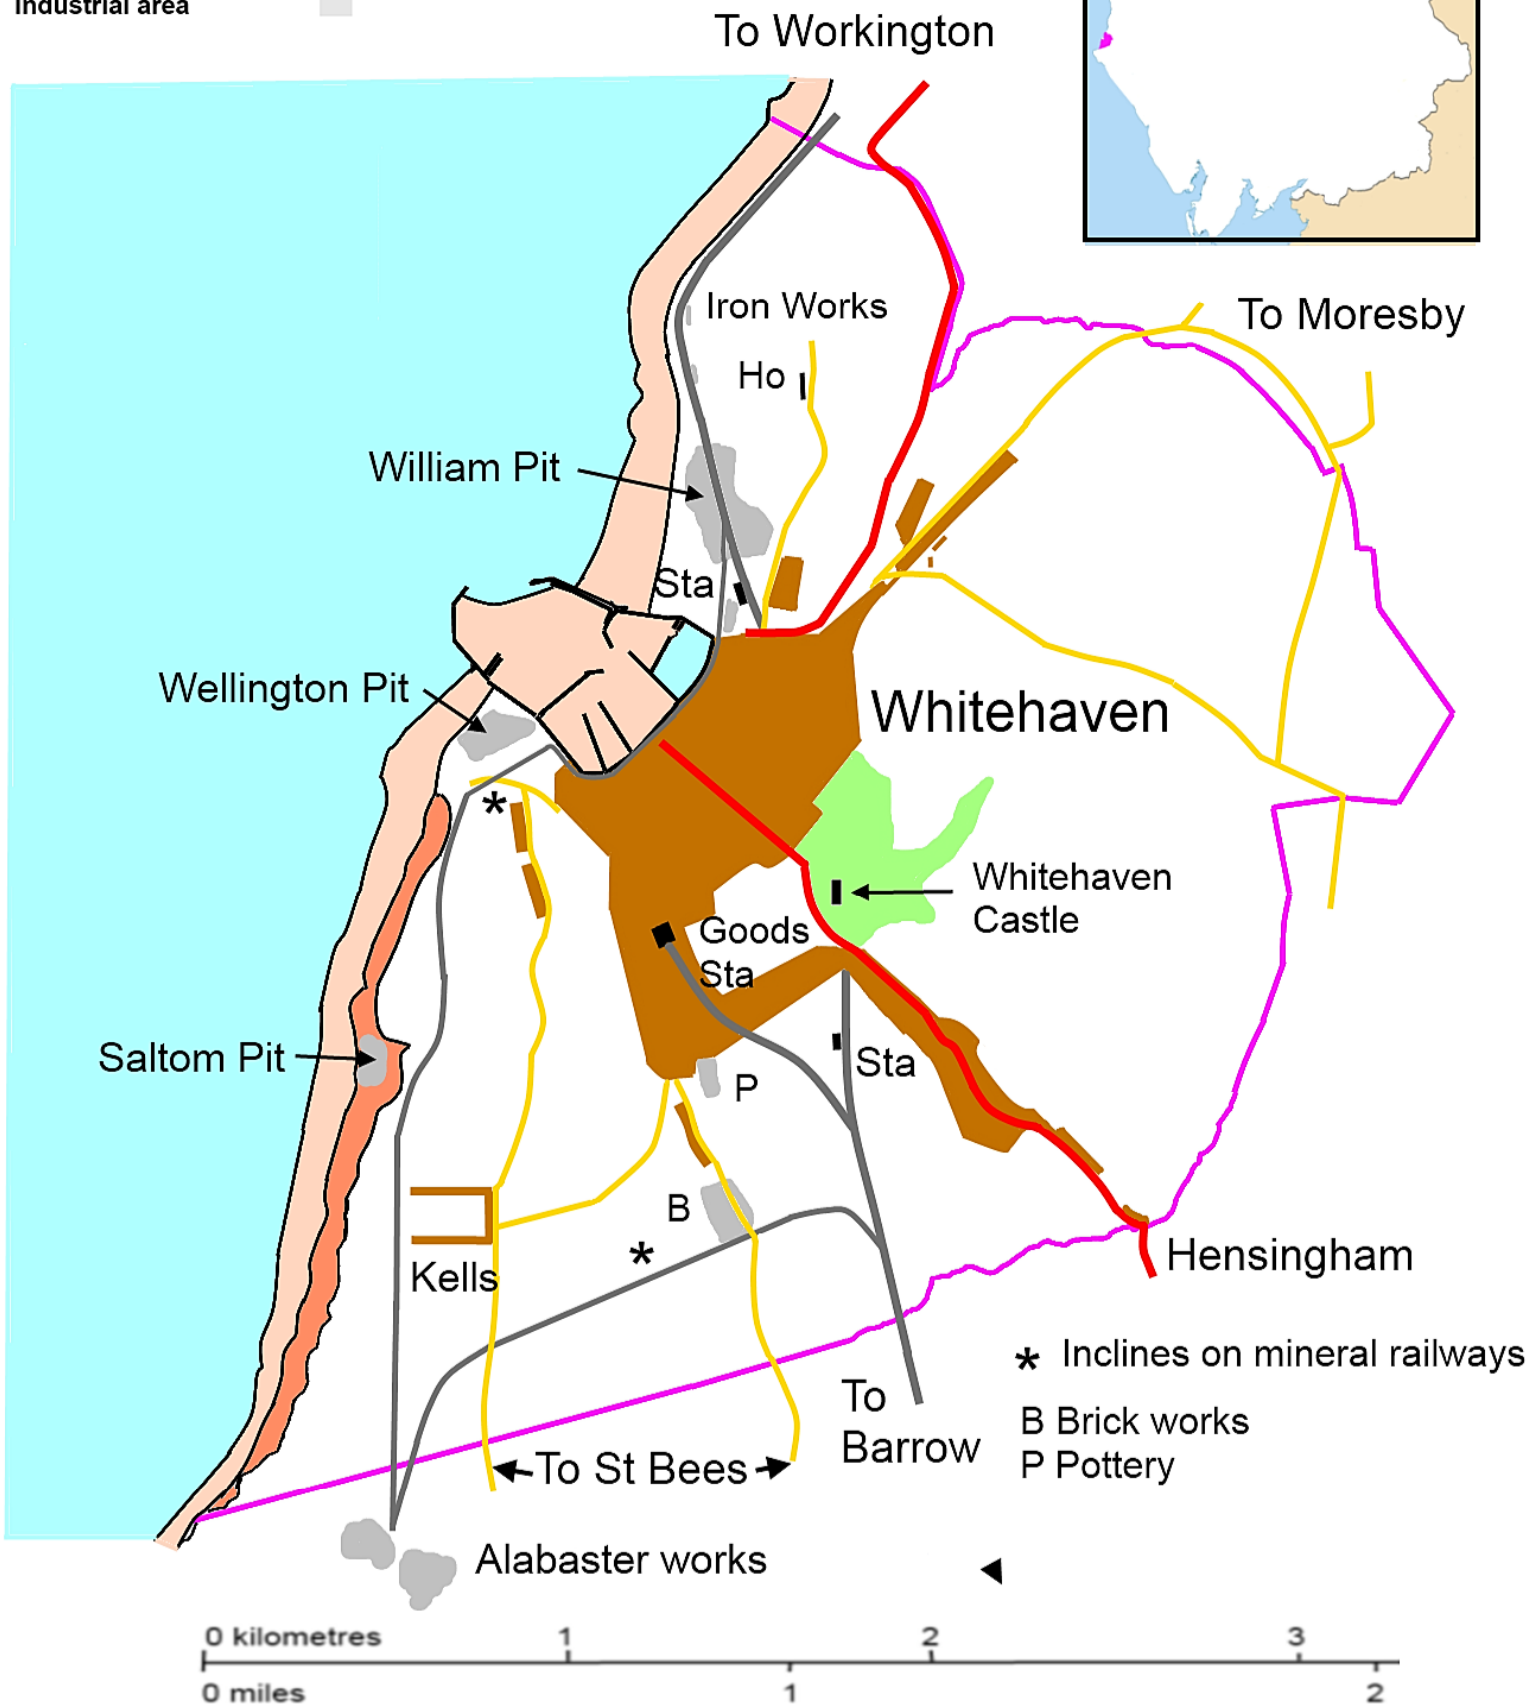 Industrial area
To Workington
Iron Works
To Moresby
Ho
William Pit
Sta
Wellington Pit
Whitehaven
*
Whitehaven
Castle
Goods
Sta
Saltom Pit
Sta
P
B
*
Kells
Hensingham
* Inclines on mineral railways
To
Barrow
B Brick works
P Pottery
To St Bees
Alabaster works
0 kilometres 1 2 3
0 miles 1 2